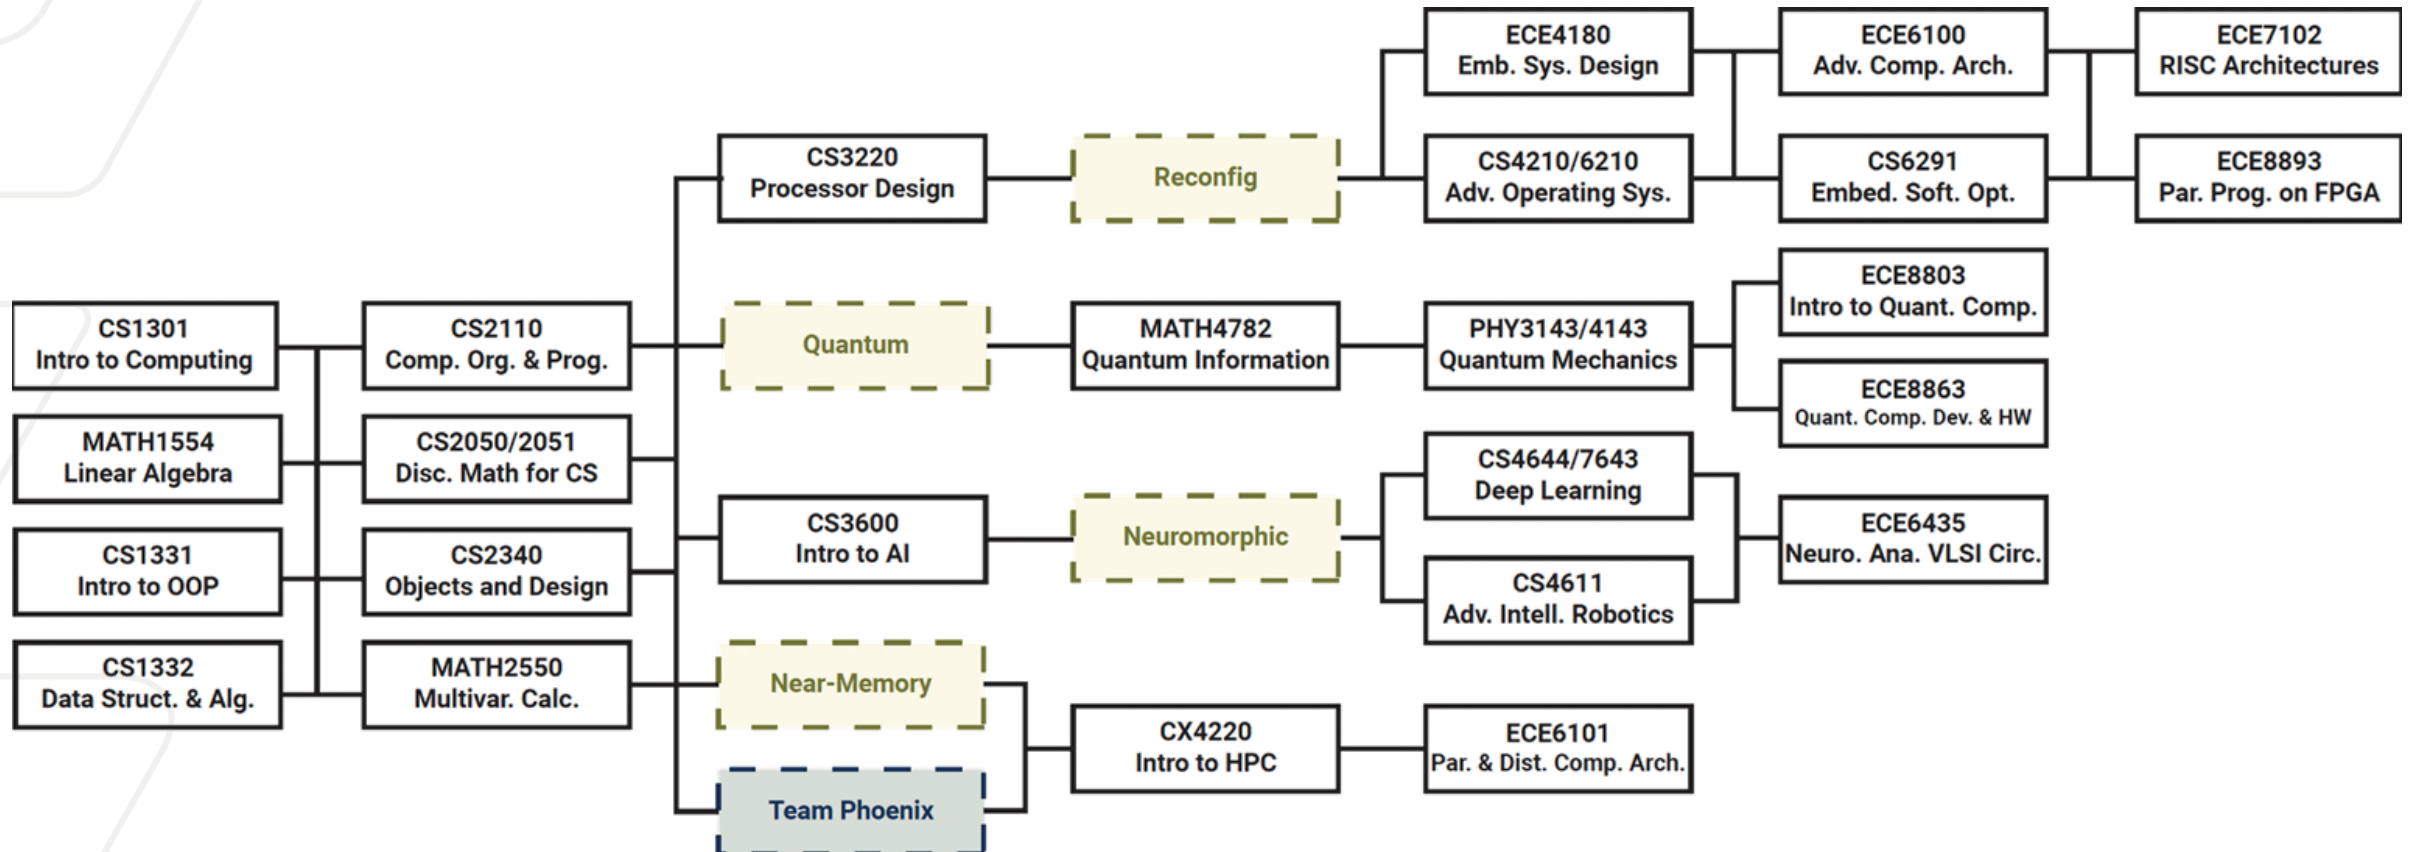 CS1301
Intro to Computing
MATH1554
Linear Algebra
CS1331
Intro to OOP
CS1332
Data Struct. & Alg.
CS2110
Comp. Org. & Prog.
CS2050/2051
Disc. Math for CS
CS2340
Objects and Design
MATH2550
Multivar. Calc.
CS3220
Processor Design
Quantum
CS3600
Intro to AI
Near-Memory
Team Phoenix
Reconfig
MATH4782
Quantum Information
Neuromorphic
CX4220
Intro to HPC
ECE4180
Emb. Sys. Design
CS4210/6210
Adv. Operating Sys.
PHY3143/4143
Quantum Mechanics
CS4644/7643
Deep Learning
CS4611
Adv. Intell. Robotics
ECE6101
Par. & Dist. Comp. Arch.
ECE6100
Adv. Comp. Arch.
CS6291
Embed. Soft. Opt.
ECE8803
Intro to Quant. Comp.
ECE8863
Quant. Comp. Dev. & HW
ECE6435
Neuro. Ana. VLSI Circ.
ECE7102
RISC Architectures
ECE8893
Par. Prog. on FPGA